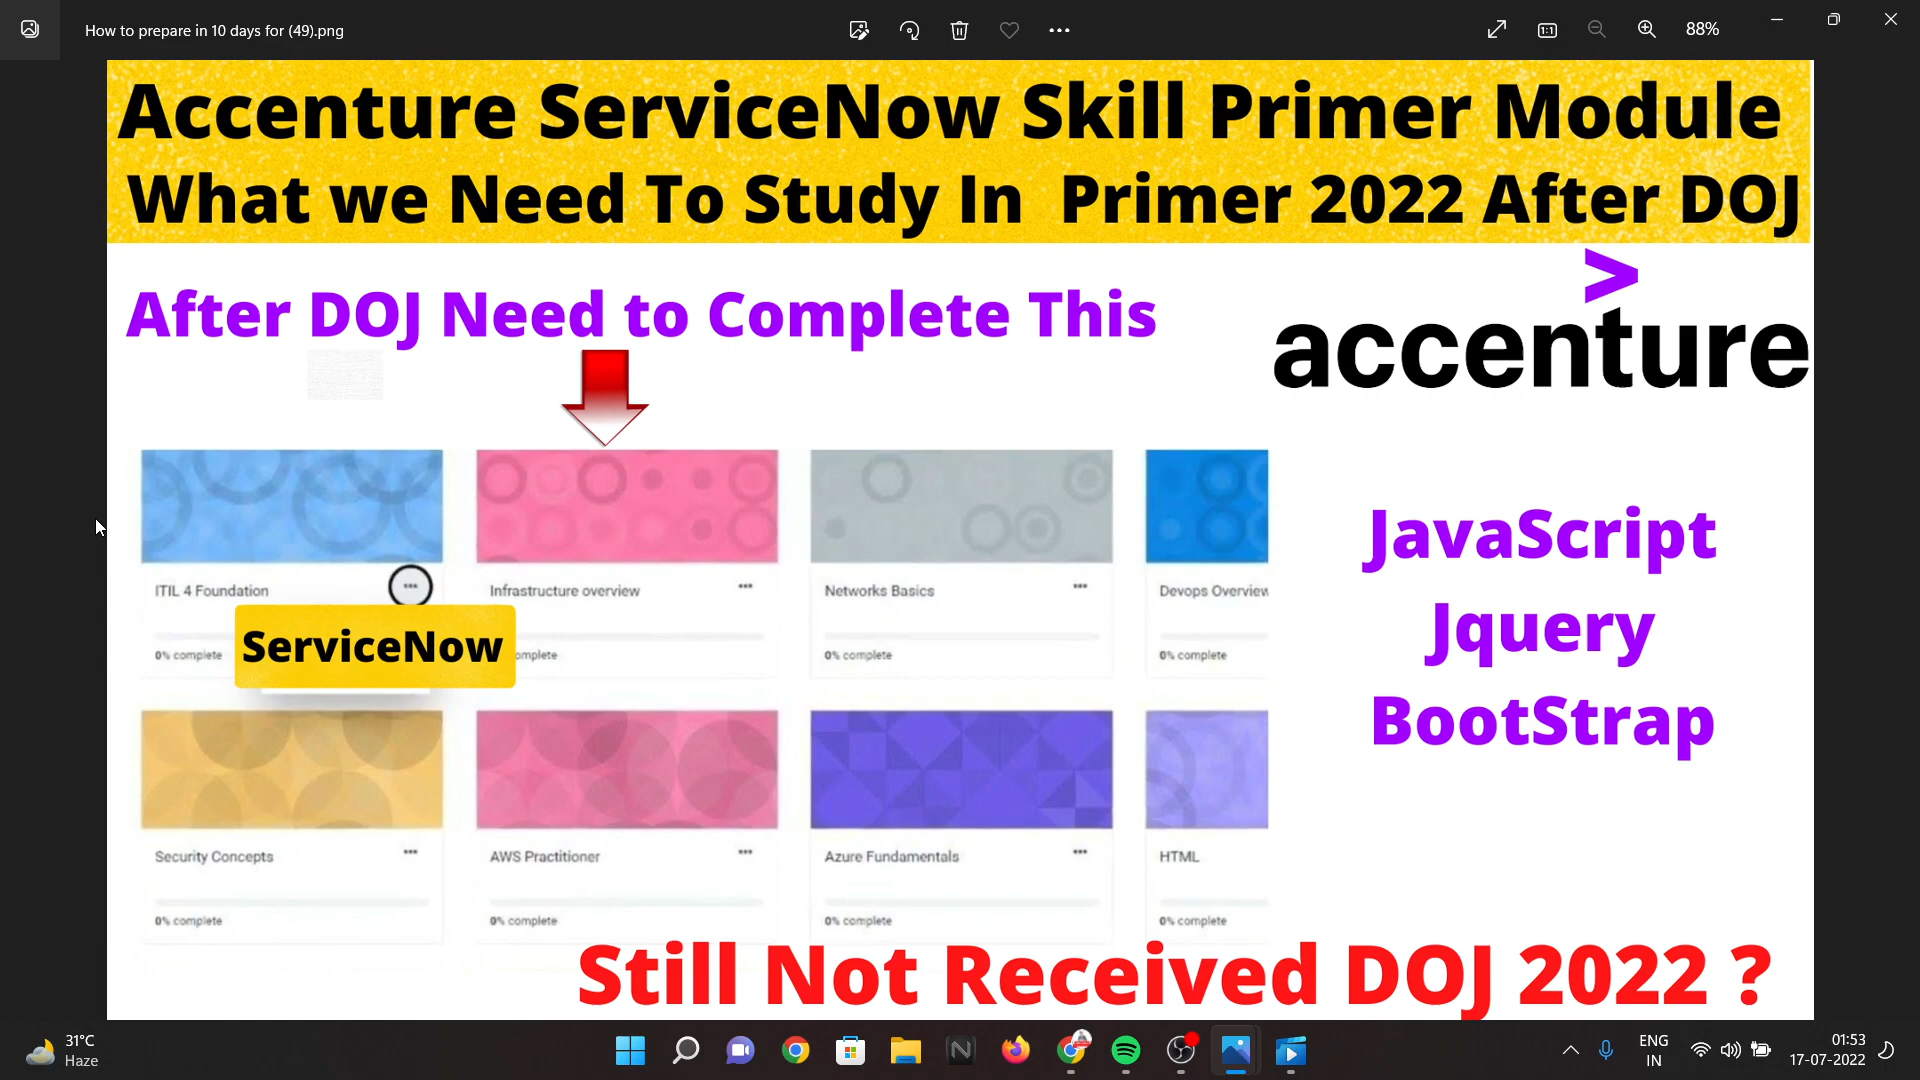 How to prepare in 10 days for (49).png
88%
Accenture ServiceNow Skill Primer Module
What we Need To Study In Primer 2022 After DOJ
After DOJ Need to Complete This
>
accenture
ITIL 4 Foundation
Infrastructure overview
Networks Basics
Devops Overview
0% complete
ServiceNow
omplete
0% complete
0% complete
JavaScript
Jquery
BootStrap
Security Concepts
AWS Practitioner
Azure Fundamentals
HTML
0% complete
0% complete
0% complete
0% complete
Still Not Received DOJ 2022 ?
31°C
Haze
ENG
IN
01:53
17-07-2022